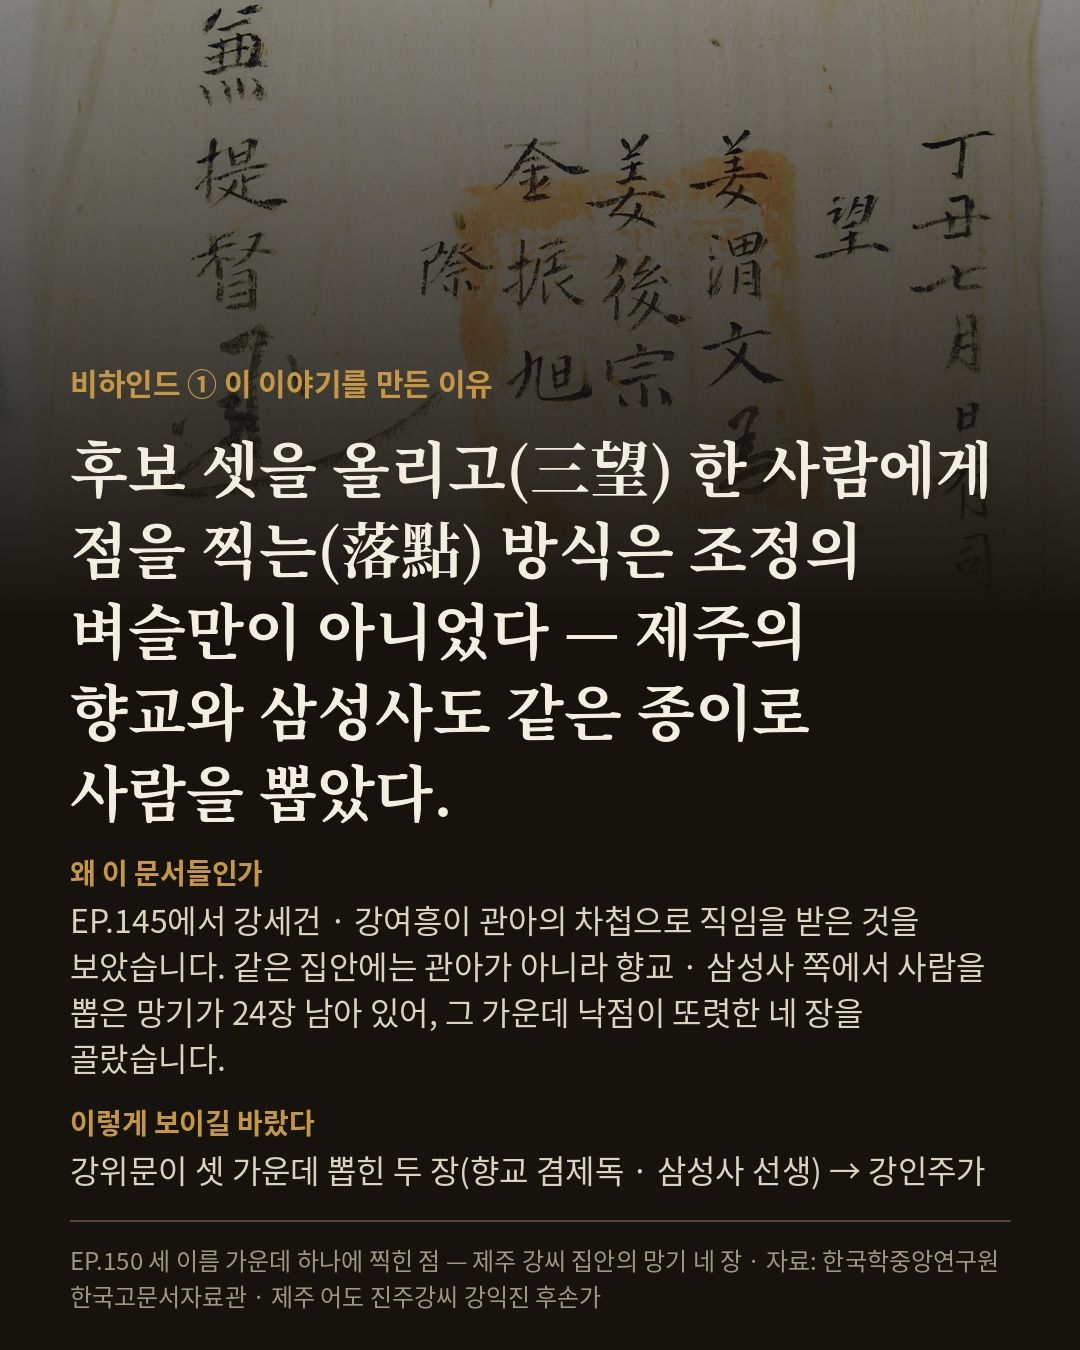 丁丑七月日有司
望
姜渭文
姜後宗
金振旭
際
兼提督
비하인드 ① 이 이야기를 만든 이유
후보 셋을 올리고(三望) 한 사람에게
점을 찍는(落點) 방식은 조정의
벼슬만이 아니었다 — 제주의
향교와 삼성사도 같은 종이로
사람을 뽑았다.
왜 이 문서들인가
EP.145에서 강세건 · 강여흥이 관아의 차첩으로 직임을 받은 것을
보았습니다. 같은 집안에는 관아가 아니라 향교 · 삼성사 쪽에서 사람을
뽑은 망기가 24장 남아 있어, 그 가운데 낙점이 또렷한 네 장을
골랐습니다.
이렇게 보이길 바랐다
강위문이 셋 가운데 뽑힌 두 장(향교 겸제독 · 삼성사 선생) → 강인주가
EP.150 세 이름 가운데 하나에 찍힌 점 — 제주 강씨 집안의 망기 네 장 · 자료: 한국학중앙연구원
한국고문서자료관 · 제주 어도 진주강씨 강익진 후손가